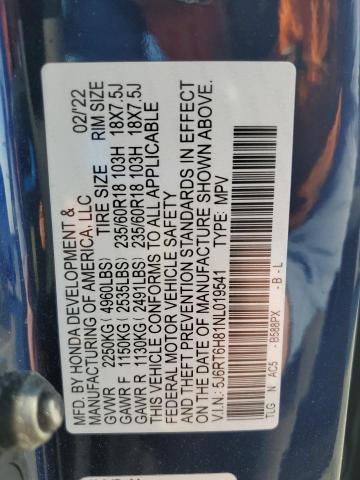 MFD. BY HONDA DEVELOPMENT & 02/22
MANUFACTURING OF AMERICA, LLC
TIRE SIZE RIM SIZE
GVWR 2250KG( 4960LBS)
GAWR F 1150KG( 2535LBS) 235/60R18 103H 18X7.5J
GAWR R 1130KG( 2491LBS) 235/60R18 103H 18X7.5J
THIS VEHICLE CONFORMS TO ALL APPLICABLE
FEDERAL MOTOR VEHICLE SAFETY
AND THEFT PREVENTION STANDARDS IN EFFECT
ON THE DATE OF MANUFACTURE SHOWN ABOVE.
V.I.N.: 5J6RT6H81NL019541 TYPE: MPV
TLG N AC5 - B588PX - B - L